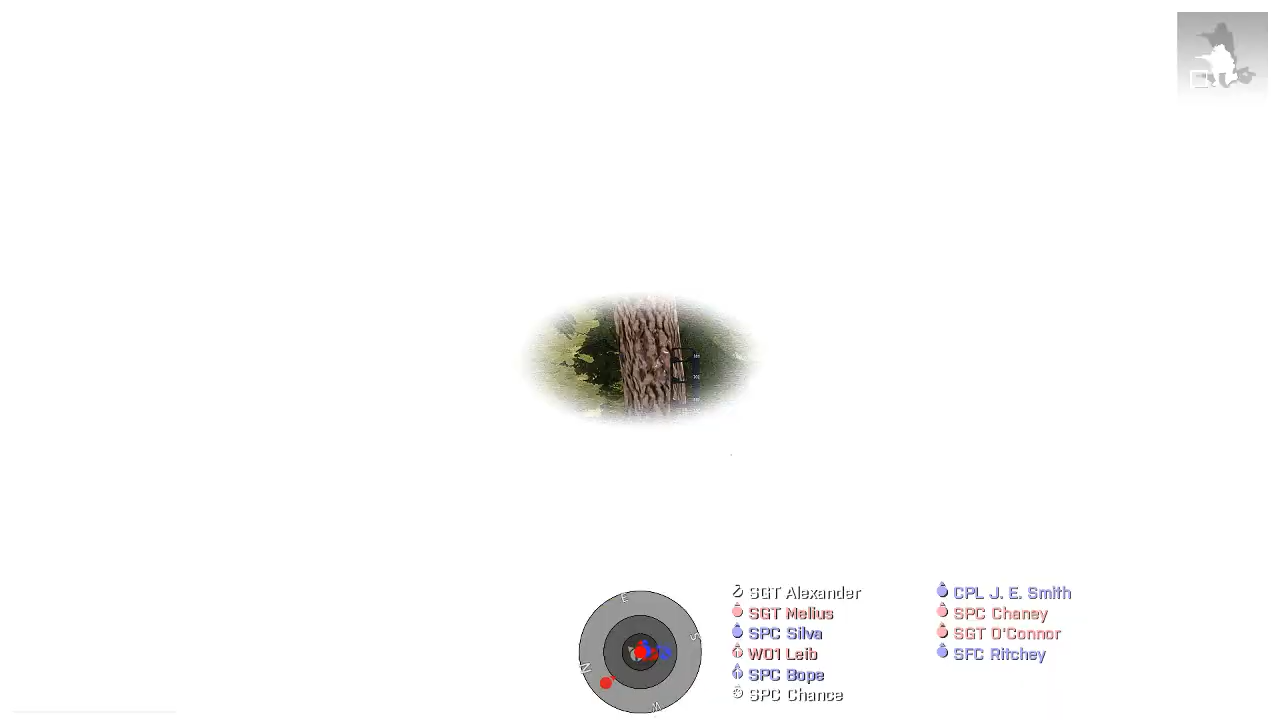 E
S
N
W
SGT Alexander
SGT Melius
SPC Silva
WO1 Leib
SPC Bope
SPC Chance
CPL J. E. Smith
SPC Chaney
SGT O'Connor
SFC Ritchey